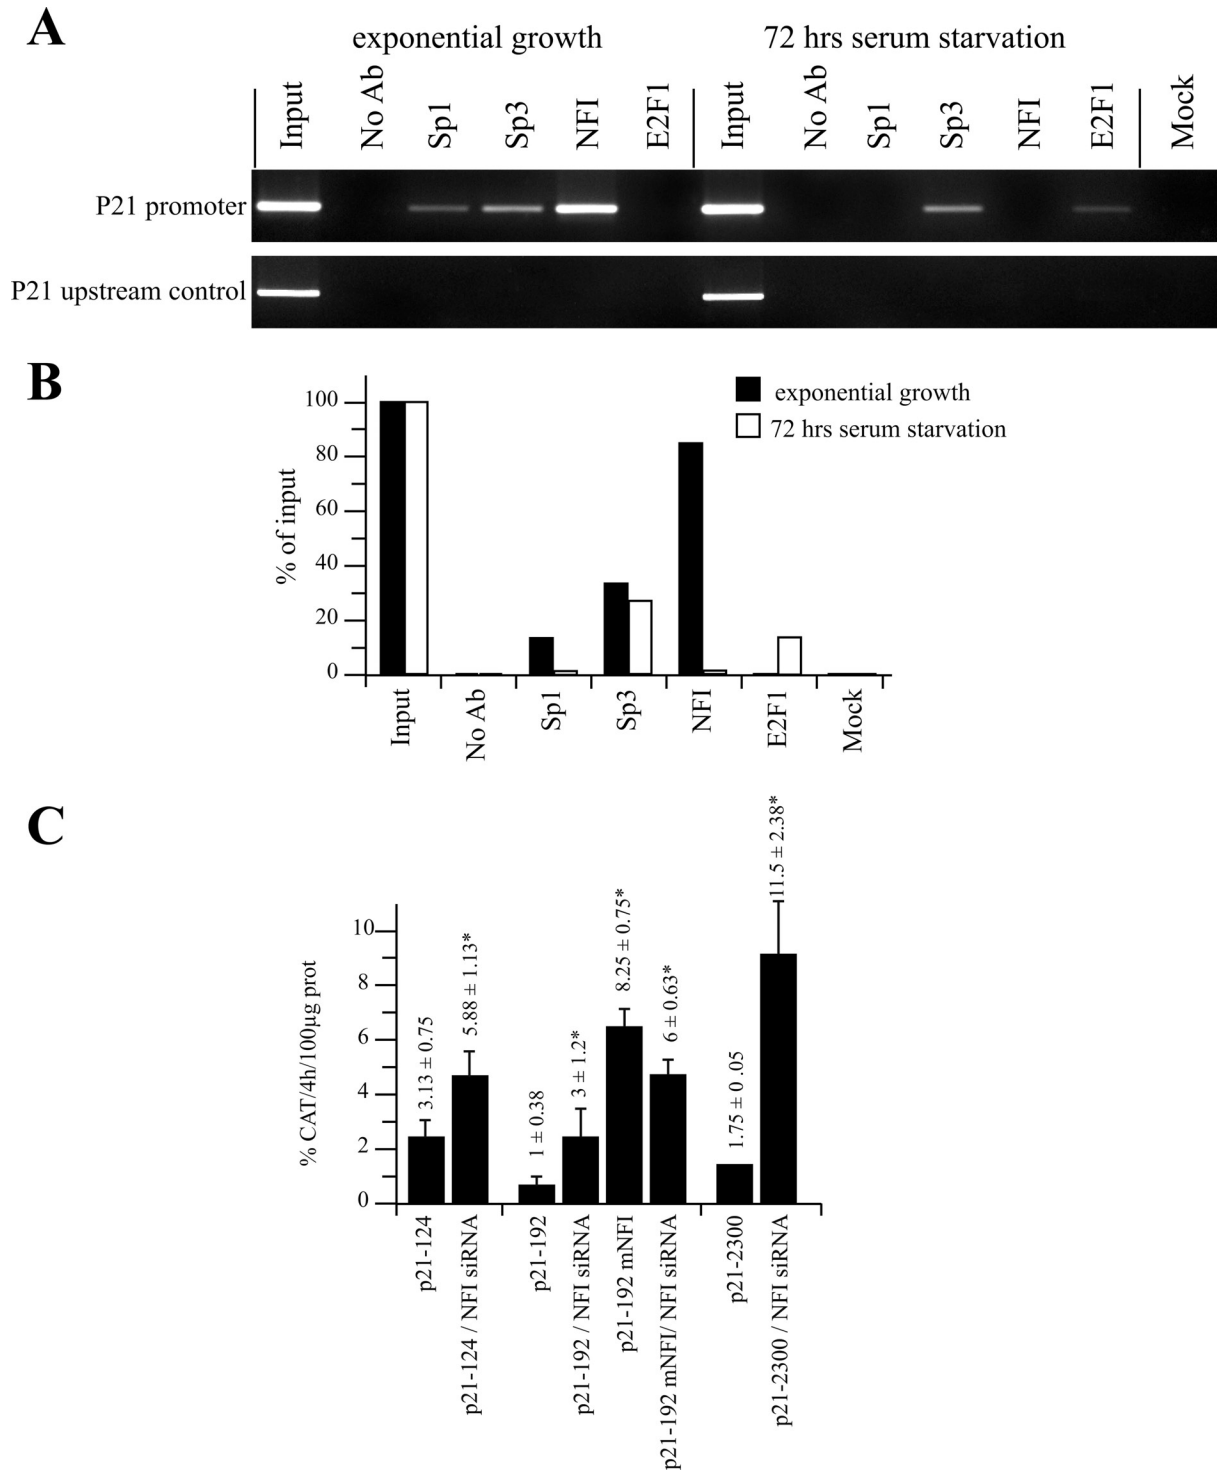 A
exponential growth
72 hrs serum starvation
Input
No Ab
Sp1
Sp3
NFI
E2F1
Input
No Ab
Sp1
Sp3
NFI
E2F1
Mock
P21 promoter
P21 upstream control
B
exponential growth
72 hrs serum starvation
% of input
100
80
60
40
20
0
Input
No Ab
Sp1
Sp3
NFI
E2F1
Mock
C
% CAT/4h/100μg prot
10
8
6
4
2
0
3.13 ± 0.75
5.88 ± 1.13*
1 ± 0.38
3 ± 1.2*
8.25 ± 0.75*
6 ± 0.63*
1.75 ± 0 .05
11.5 ± 2.38*
p21-124
p21-124 / NFI siRNA
p21-192
p21-192 / NFI siRNA
p21-192 mNFI
p21-192 mNFI/ NFI siRNA
p21-2300
p21-2300 / NFI siRNA